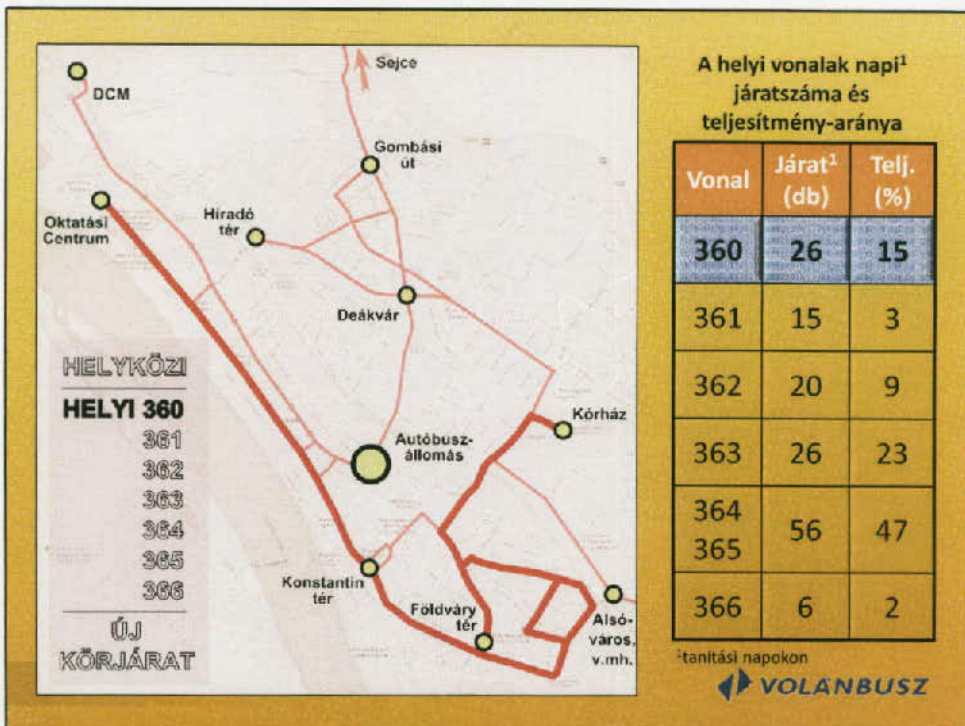 Sejce
DCM
Gombási
út
Oktatási
Centrum
Híradó
tér
Deákvár
HELYKÖZI
HELYI 360
361
362
363
364
365
366
ÚJ
KÖRJÁRAT
Autóbusz-
állomás
Kórház
Konstantin
tér
Földváry
tér
Alsó-
város,
v.mh.
A helyi vonalak napi¹
járatszáma és
teljesítmény-aránya
Vonal Járat¹ (db) Telj. (%)
360 26 15
361 15 3
362 20 9
363 26 23
364 365 56 47
366 6 2
¹tanítási napokon
VOLÁNBUSZ